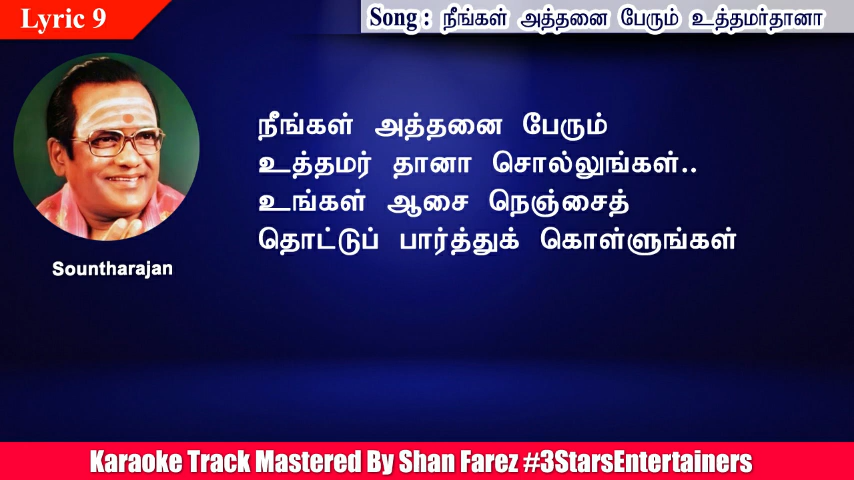 Lyric 9
Song : நீங்கள் அத்தனை பேரும் உத்தமர்தானா
நீங்கள் அத்தனை பேரும்
உத்தமர் தானா சொல்லுங்கள்..
உங்கள் ஆசை நெஞ்சைத்
தொட்டுப் பார்த்துக் கொள்ளுங்கள்
Sountharajan
Karaoke Track Mastered By Shan Farez #3StarsEntertainers